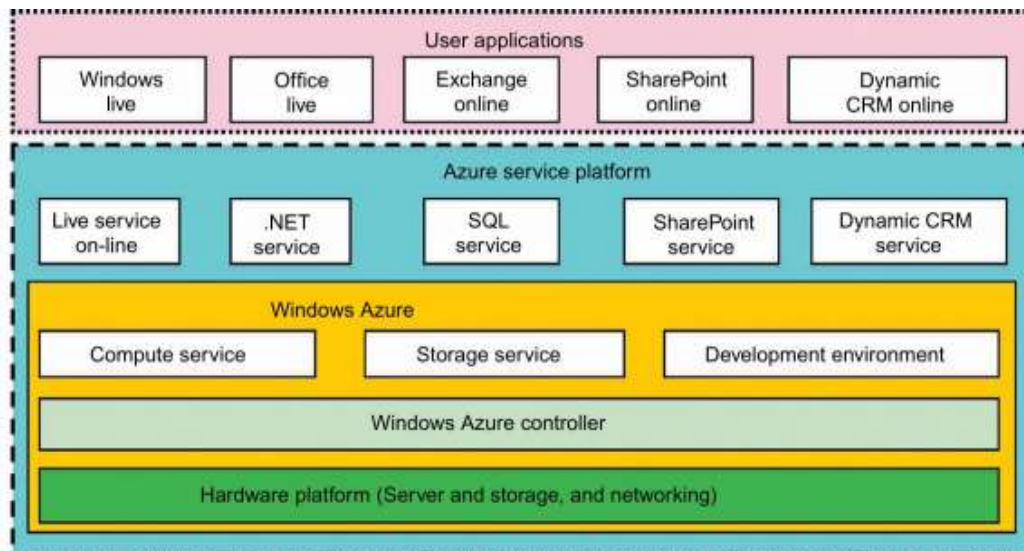 User applications
Windows
live
Office
live
Exchange
online
SharePoint
online
Dynamic
CRM online
Azure service platform
Live service
on-line
.NET
service
SQL
service
SharePoint
service
Dynamic CRM
service
Windows Azure
Compute service
Storage service
Development environment
Windows Azure controller
Hardware platform (Server and storage, and networking)